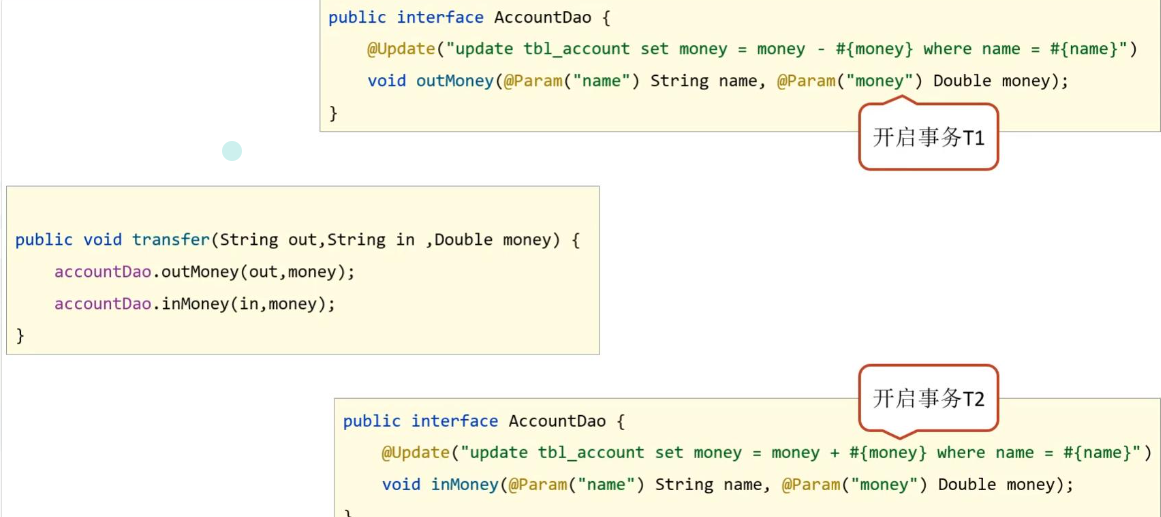 public interface AccountDao {
@Update("update tbl_account set money = money - #{money} where name = #{name}")
void outMoney(@Param("name") String name, @Param("money") Double money);
}
开启事务T1
public void transfer(String out,String in ,Double money) {
accountDao.outMoney(out,money);
accountDao.inMoney(in,money);
}
开启事务T2
public interface AccountDao {
@Update("update tbl_account set money = money + #{money} where name = #{name}")
void inMoney(@Param("name") String name, @Param("money") Double money);
}